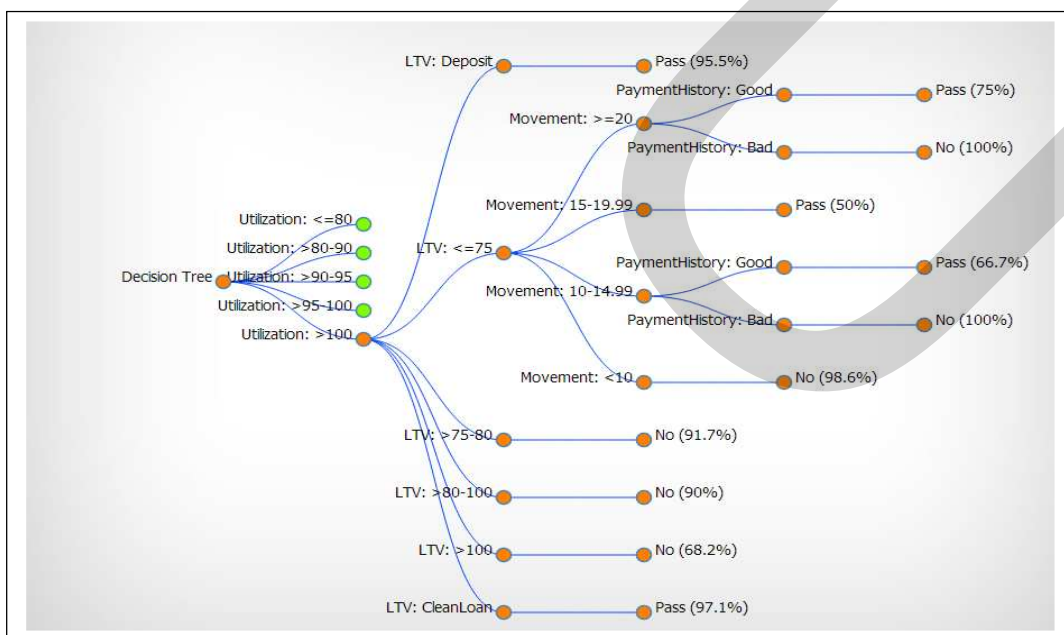 LTV: Deposit Pass (95.5%)
PaymentHistory: Good Pass (75%)
Movement: >=20
PaymentHistory: Bad No (100%)
Movement: 15-19.99 Pass (50%)
Utilization: <=80
Utilization: >80-90 LTV: <=75
PaymentHistory: Good Pass (66.7%)
Decision Tree Utilization: >90-95
Movement: 10-14.99
Utilization: >95-100
PaymentHistory: Bad No (100%)
Utilization: >100
Movement: <10 No (98.6%)
LTV: >75-80 No (91.7%)
LTV: >80-100 No (90%)
LTV: >100 No (68.2%)
LTV: CleanLoan Pass (97.1%)